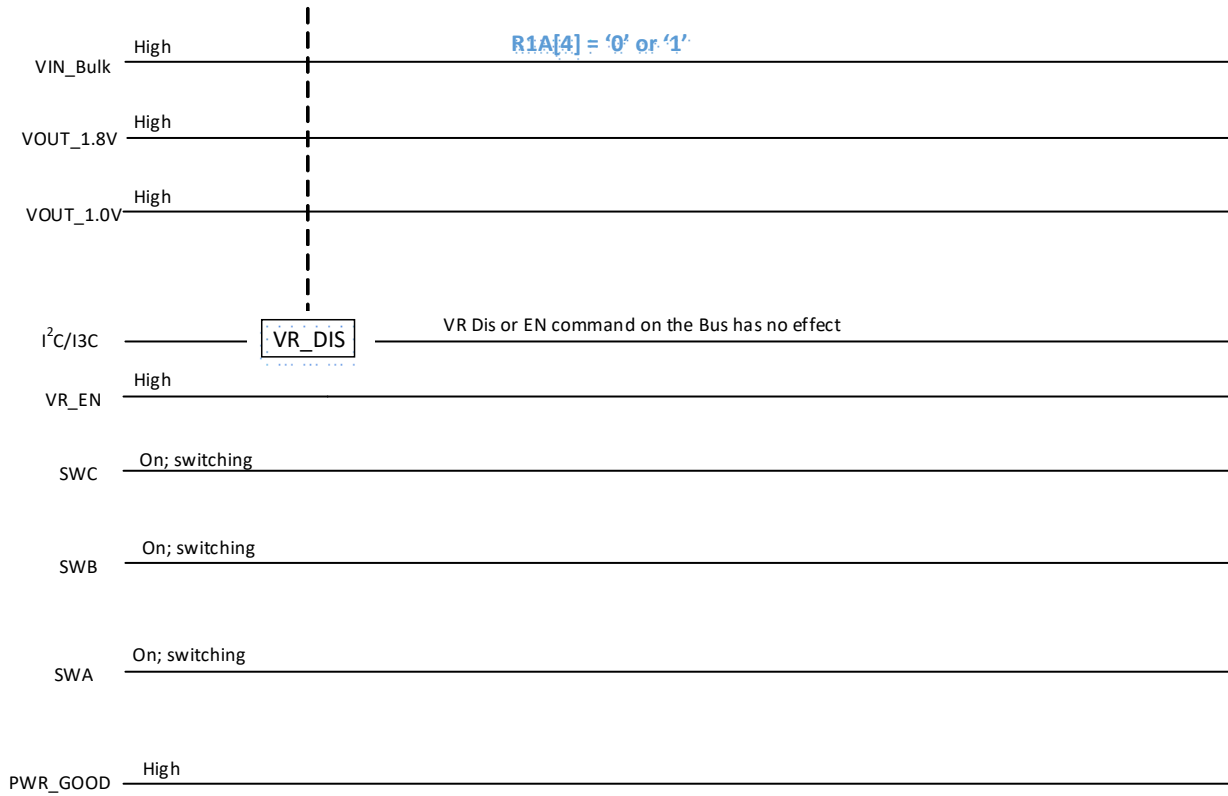 High
R1A[4] = ‘0’ or ‘1’
VIN_Bulk
High
VOUT_1.8V
High
VOUT_1.0V
VR Dis or EN command on the Bus has no effect
I²C/I3C
VR_DIS
High
VR_EN
On; switching
SWC
On; switching
SWB
On; switching
SWA
High
PWR_GOOD